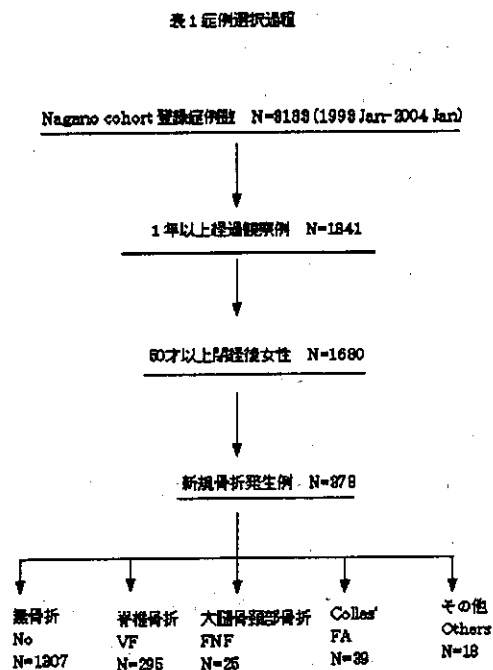 表1症例選択過程
Nagano cohort 登録症例数 N=3183 (1993 Jan-2004 Jan)
1年以上経過観察例 N=1841
50才以上閉経後女性 N=1680
新規骨折発生例 N=378
無骨折
No
N=1307
脊椎骨折
VF
N=295
大腿骨頚部骨折
FNF
N=25
Colles'
FA
N=39
その他
Others
N=18